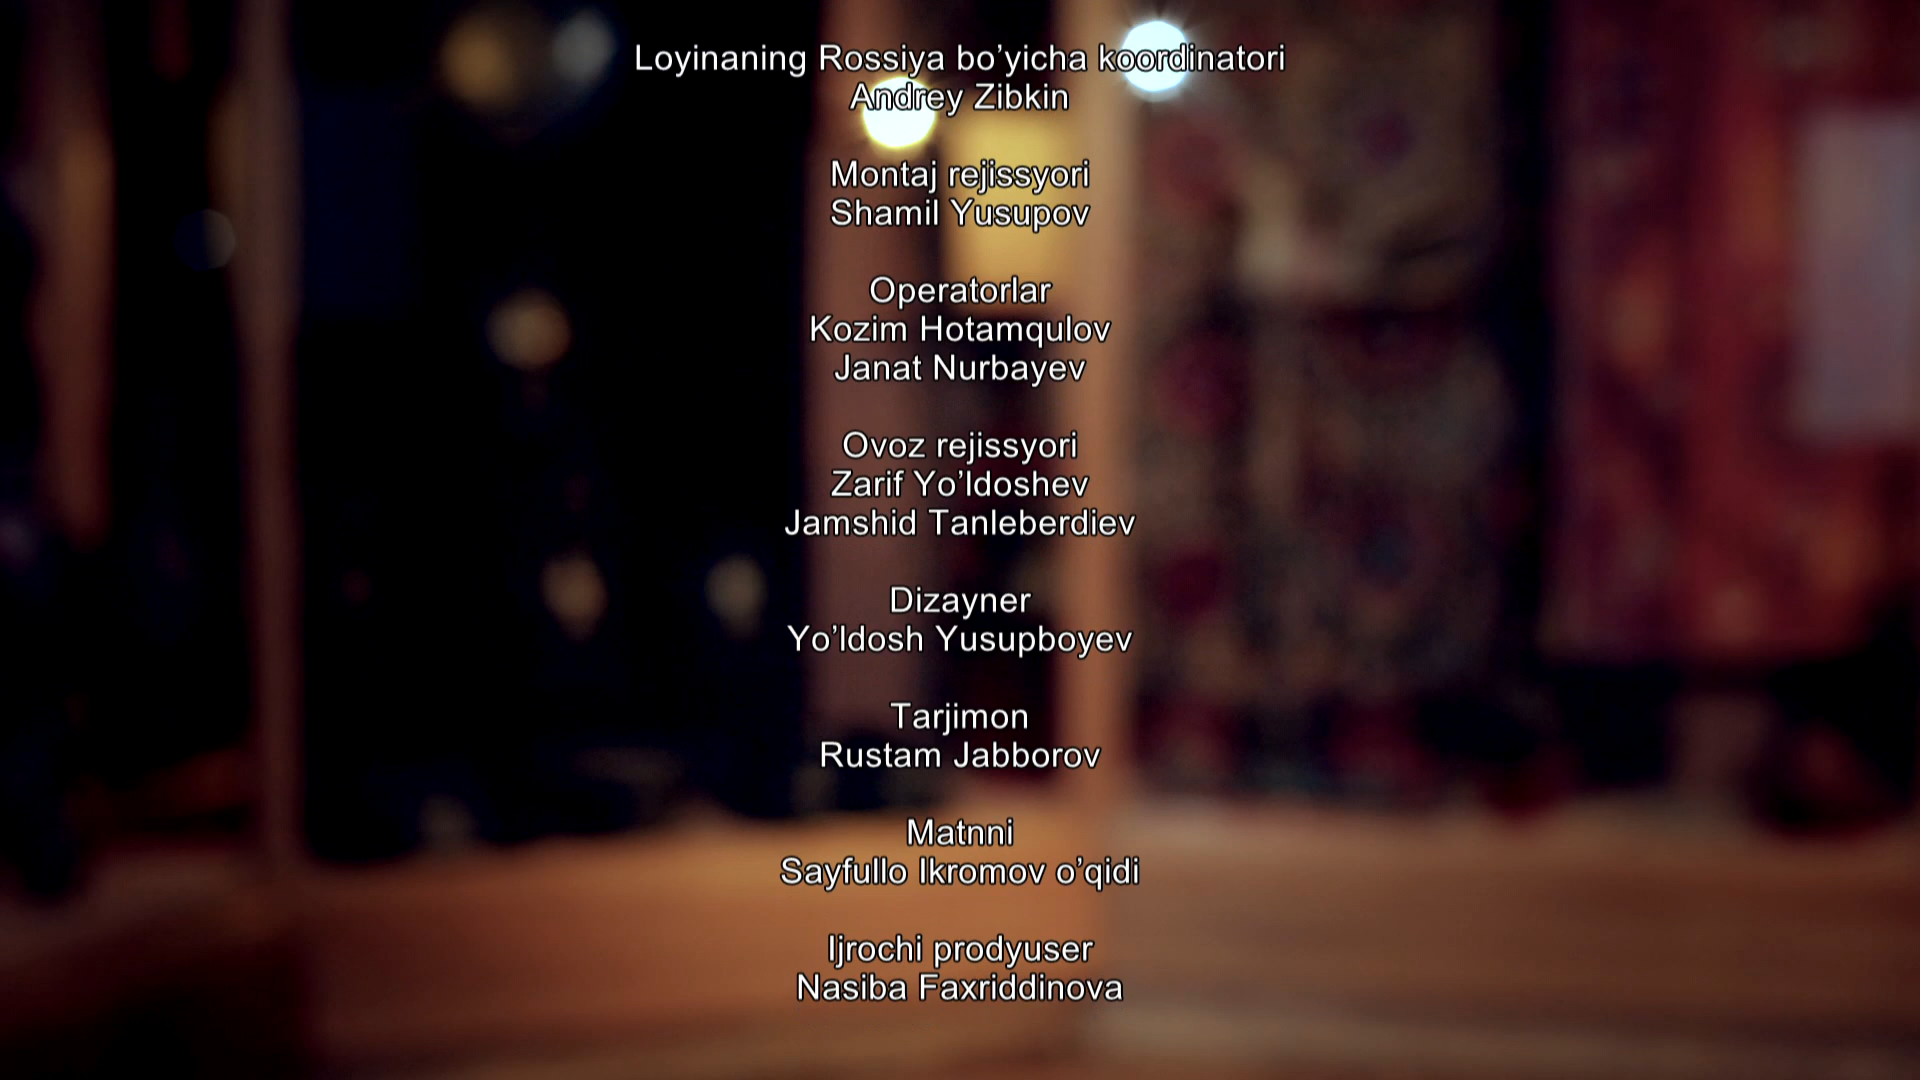 Loyinaning Rossiya bo’yicha koordinatori
Andrey Zibkin
Montaj rejissyori
Shamil Yusupov
Operatorlar
Kozim Hotamqulov
Janat Nurbayev
Ovoz rejissyori
Zarif Yo’ldoshev
Jamshid Tanleberdiev
Dizayner
Yo’ldosh Yusupboyev
Tarjimon
Rustam Jabborov
Matnni
Sayfullo Ikromov o’qidi
Ijrochi prodyuser
Nasiba Faxriddinova